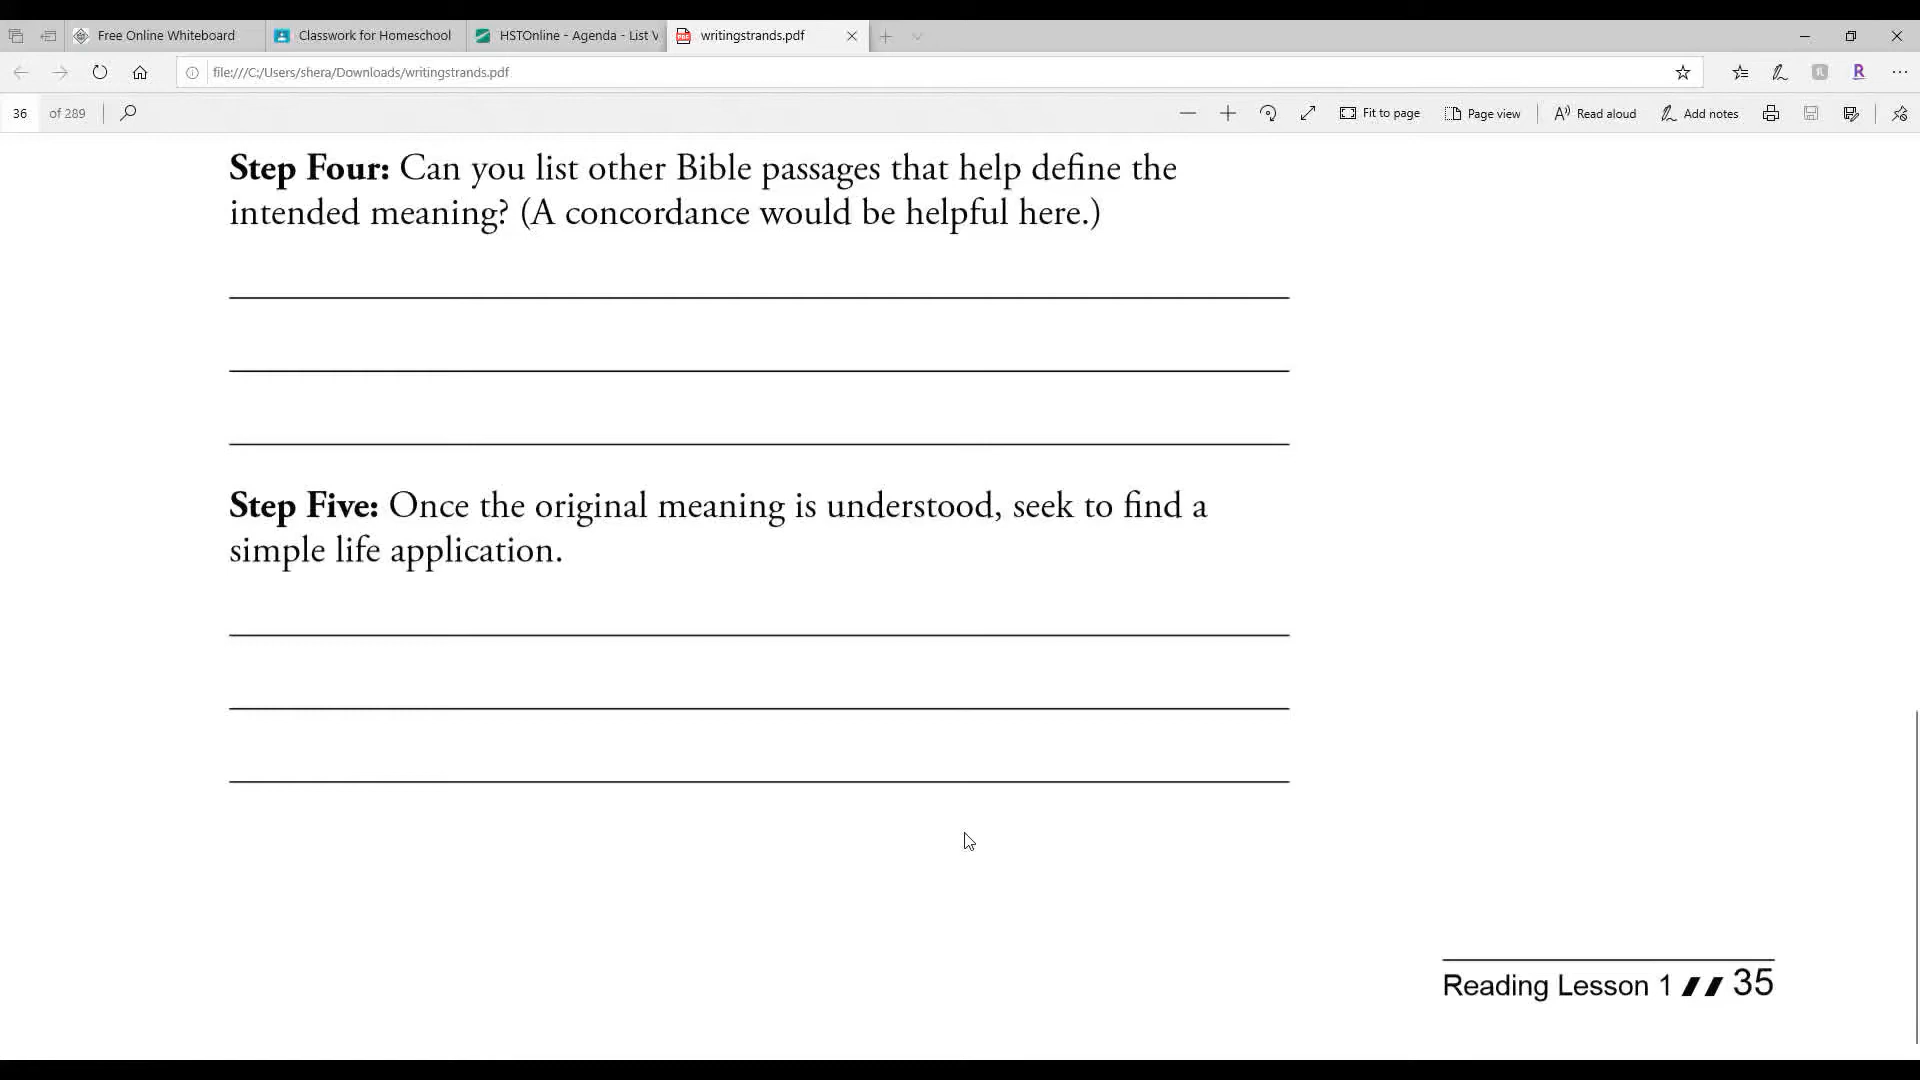 Free Online Whiteboard
Classwork for Homeschool
HSTOnline - Agenda - List V
writingstrands.pdf
file:///C:/Users/shera/Downloads/writingstrands.pdf
R
36 of 289
Fit to page
Page view
Read aloud
Add notes
Step Four: Can you list other Bible passages that help define the
intended meaning? (A concordance would be helpful here.)
Step Five: Once the original meaning is understood, seek to find a
simple life application.
Reading Lesson 1 35